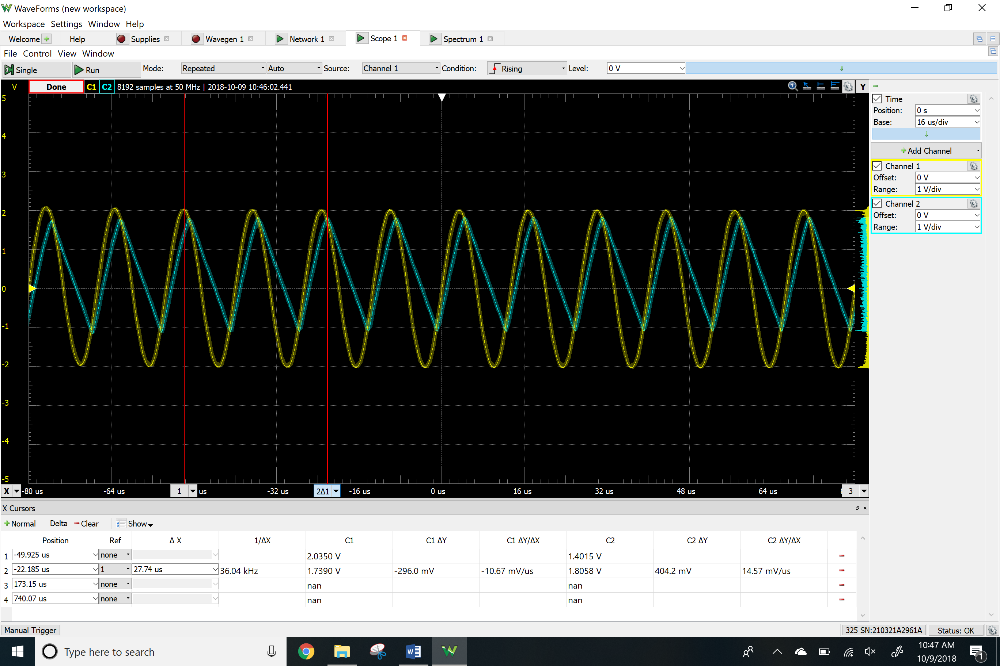 WaveForms (new workspace)
Workspace Settings Window Help
Welcome Help Supplies Wavegen 1 Network 1 Scope 1 Spectrum 1
File Control View Window
Single Run Mode: Repeated Auto Source: Channel 1 Condition: Rising Level: 0 V
V Done C1 C2 8192 samples at 50 MHz | 2018-10-09 10:46:02.441 Y
5
4
3
2
1
0
-1
-2
-3
-4
-5
X -80 us -64 us 1 us -32 us 2Δ1 -16 us 0 us 16 us 32 us 48 us 64 us 3
Time
Position: 0 s
Base: 16 us/div
Add Channel
Channel 1
Offset: 0 V
Range: 1 V/div
Channel 2
Offset: 0 V
Range: 1 V/div
X Cursors
Normal Delta Clear Show
Position Ref Δ X 1/ΔX C1 C1 ΔY C1 ΔY/ΔX C2 C2 ΔY C2 ΔY/ΔX
1 -49.925 us none 2.0350 V 1.4015 V
2 -22.185 us 1 27.74 us 36.04 kHz 1.7390 V -296.0 mV -10.67 mV/us 1.8058 V 404.2 mV 14.57 mV/us
3 173.15 us none nan nan
4 740.07 us none nan nan
Manual Trigger 325 SN:210321A2961A Status: OK
Type here to search
10:47 AM
10/9/2018
1